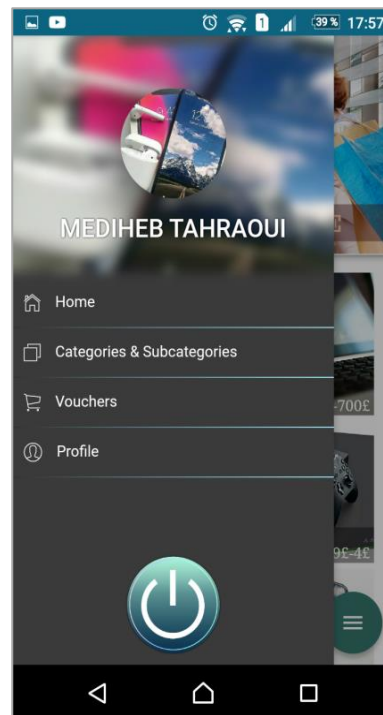 1 39% 17:57
MEDIHEB TAHRAOUI
Home
Categories & Subcategories
Vouchers
-700£
Profile
9£-4£